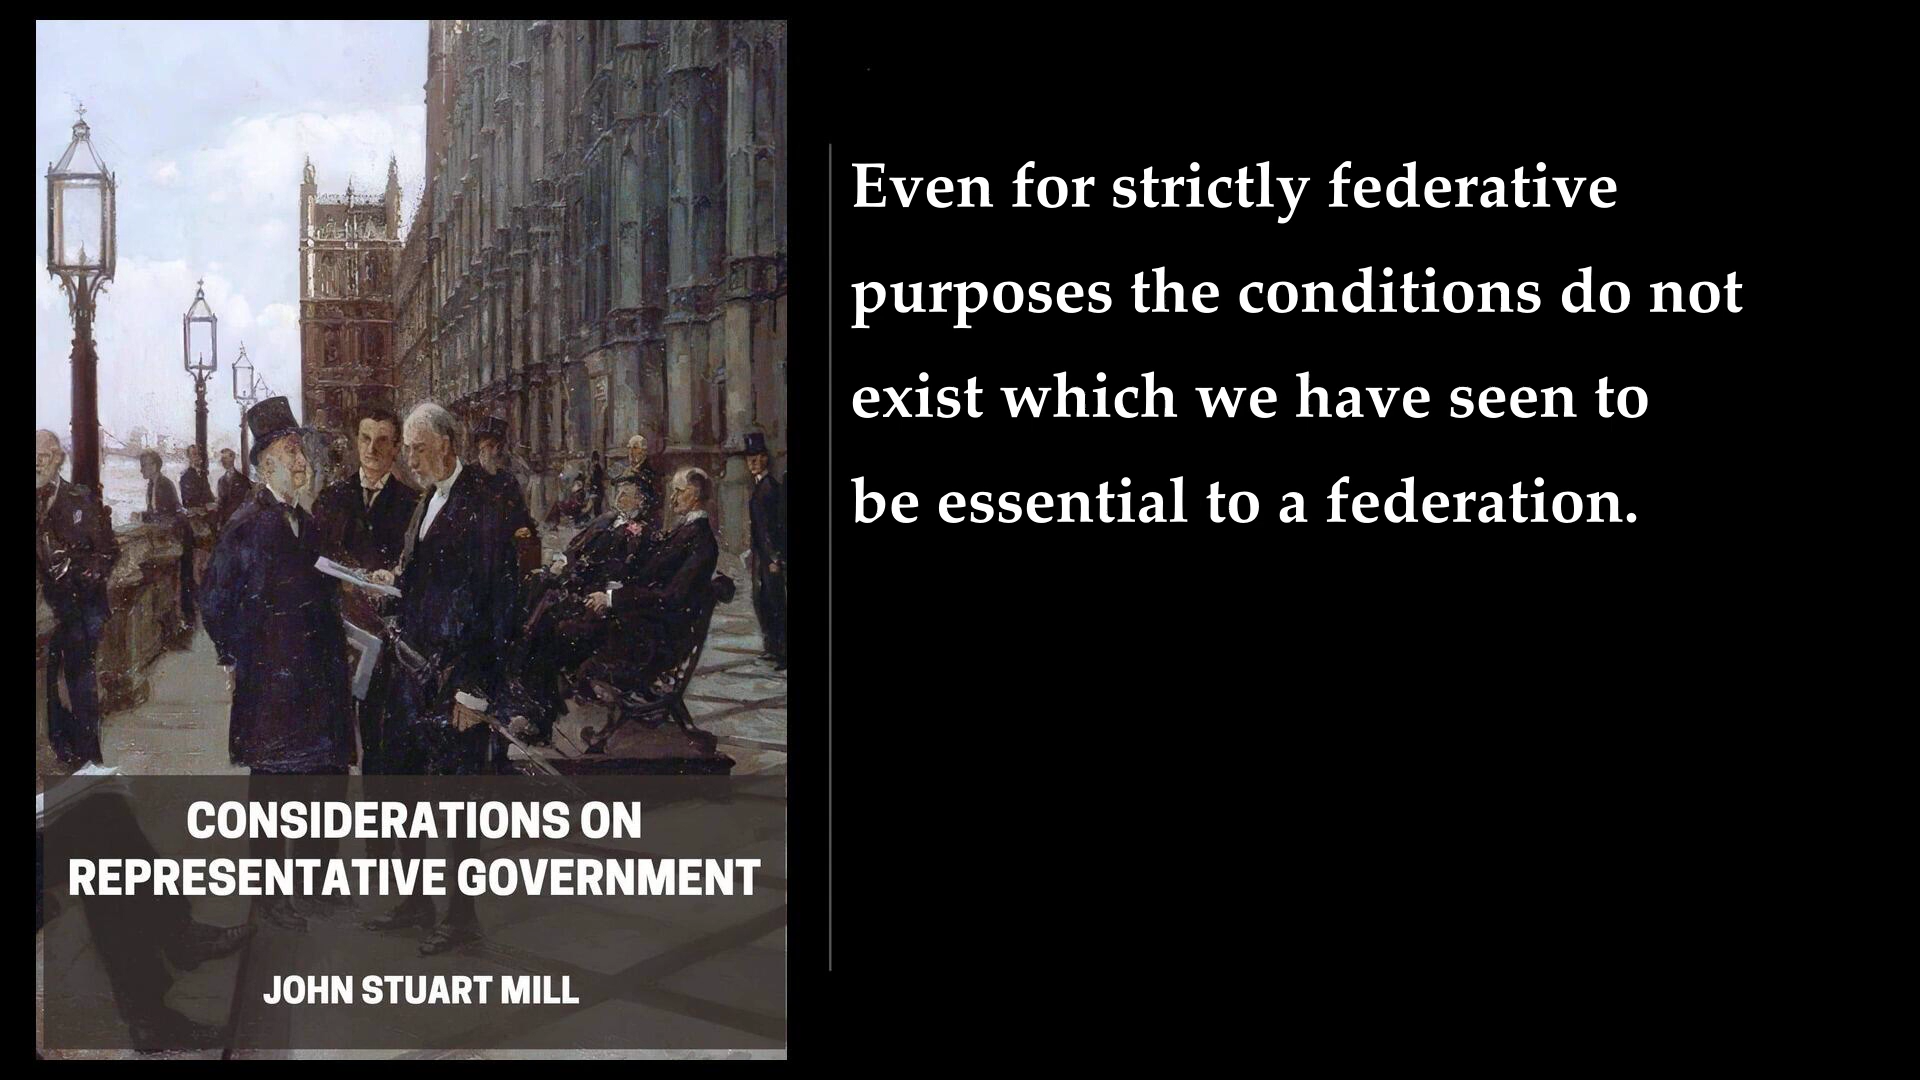 Even for strictly federative
purposes the conditions do not
exist which we have seen to
be essential to a federation.
CONSIDERATIONS ON
REPRESENTATIVE GOVERNMENT
JOHN STUART MILL